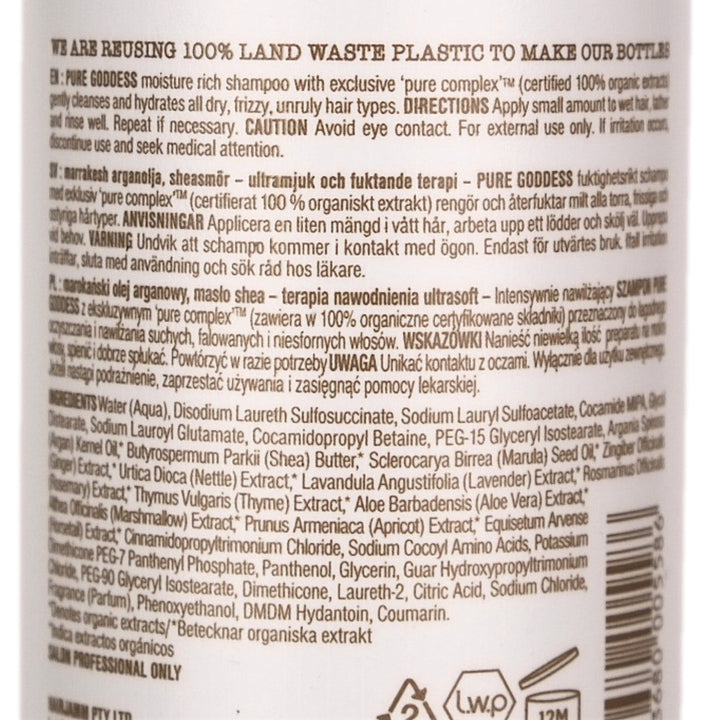 WE ARE REUSING 100% LAND WASTE PLASTIC TO MAKE OUR BOTTLES
EN : PURE GODDESS moisture rich shampoo with exclusive 'pure complex'™ (certified 100% organic extracts)
gently cleanses and hydrates all dry, frizzy, unruly hair types. DIRECTIONS Apply small amount to wet hair, lather
and rinse well. Repeat if necessary. CAUTION Avoid eye contact. For external use only. If irritation occurs,
discontinue use and seek medical attention.
SV : marrakesh arganolja, sheasmör – ultramjuk och fuktande terapi – PURE GODDESS fuktighetsrikt schampo
med exklusiv 'pure complex'™ (certifierat 100 % organiskt extrakt) rengör och återfuktar milt alla torra, frissiga och
ostyriga hårtyper. ANVISNINGAR Applicera en liten mängd i vått hår, arbeta upp ett lödder och skölj väl. Upprepa
vid behov. VARNING Undvik att schampo kommer i kontakt med ögon. Endast för utvärtes bruk. Ifall irritation
inträffar, sluta med användning och sök råd hos läkare.
PL : marokański olej arganowy, masło shea – terapia nawodnienia ultrasoft – Intensywnie nawilżający SZAMPON PURE
GODDESS z ekskluzywnym 'pure complex'™ (zawiera w 100% organiczne certyfikowane składniki) przeznaczony do łagodnego
oczyszczania i nawilżania suchych, falowanych i niesfornych włosów. WSKAZÓWKI Nanieść niewielką ilość preparatu na mokre
włosy, spenić i dobrze spłukać. Powtórzyć w razie potrzeby UWAGA Unikać kontaktu z oczami. Wyłącznie dla użytku zewnętrznego.
Jeżeli nastąpi podrażnienie, zaprzestać używania i zasięgnąć pomocy lekarskiej.
INGREDIENTS Water (Aqua), Disodium Laureth Sulfosuccinate, Sodium Lauryl Sulfoacetate, Cocamide MIPA, Glycol
Distearate, Sodium Lauroyl Glutamate, Cocamidopropyl Betaine, PEG-15 Glyceryl Isostearate, Argania Spinosa
(Argan) Kernel Oil,* Butyrospermum Parkii (Shea) Butter,* Sclerocarya Birrea (Marula) Seed Oil,* Zingiber Officinale
(Ginger) Extract,* Urtica Dioca (Nettle) Extract,* Lavandula Angustifolia (Lavender) Extract,* Rosmarinus Officinalis
(Rosemary) Extract,* Thymus Vulgaris (Thyme) Extract,* Aloe Barbadensis (Aloe Vera) Extract,*
Althea Officinalis (Marshmallow) Extract,* Prunus Armeniaca (Apricot) Extract,* Equisetum Arvense
(Horsetail) Extract,* Cinnamidopropyltrimonium Chloride, Sodium Cocoyl Amino Acids, Potassium
Dimethicone PEG-7 Panthenyl Phosphate, Panthenol, Glycerin, Guar Hydroxypropyltrimonium
Chloride, PEG-90 Glyceryl Isostearate, Dimethicone, Laureth-2, Citric Acid, Sodium Chloride,
Fragrance (Parfum), Phenoxyethanol, DMDM Hydantoin, Coumarin.
*Denotes organic extracts/*Betecknar organiska extrakt
*Indica extractos orgánicos
SALON PROFESSIONAL ONLY
PTY LTD
2
l.w.p
12M